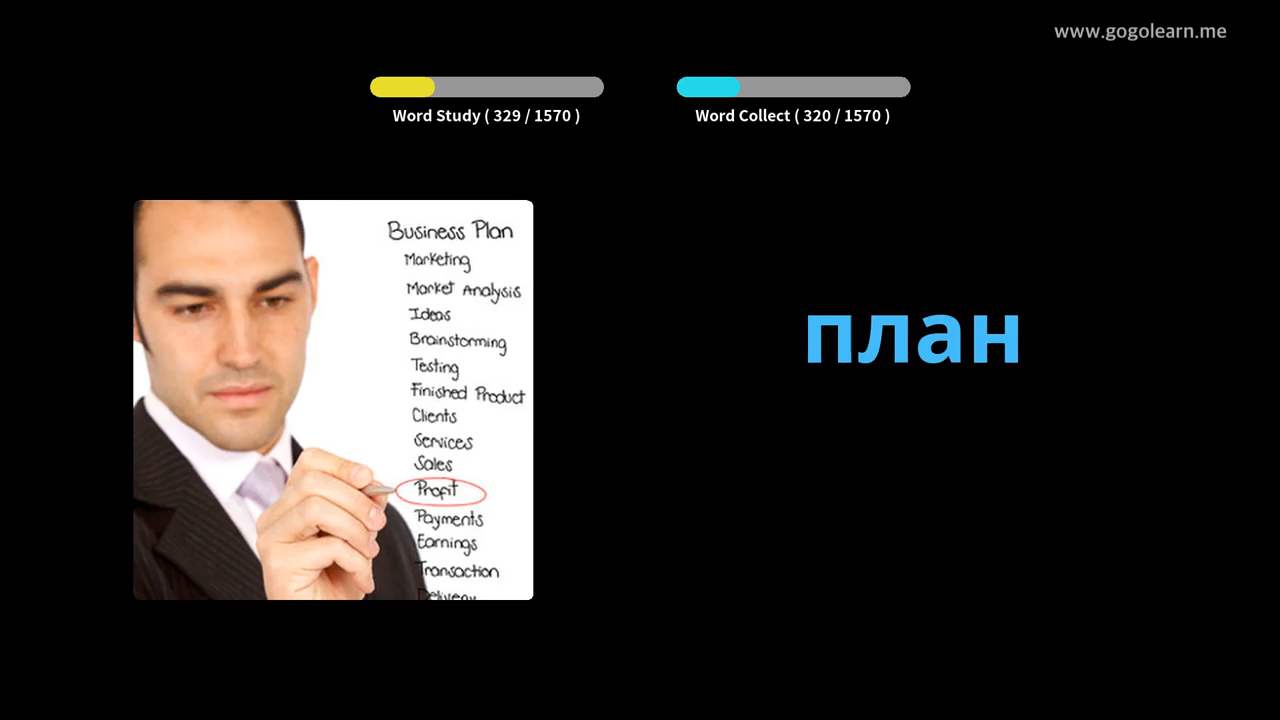 www.gogolearn.me
Word Study ( 329 / 1570 )
Word Collect ( 320 / 1570 )
Business Plan
Marketing
Market Analysis
Ideas
Brainstorming
Testing
Finished Product
Clients
Services
Sales
Profit
Payments
Earnings
Transaction
Delivery
план